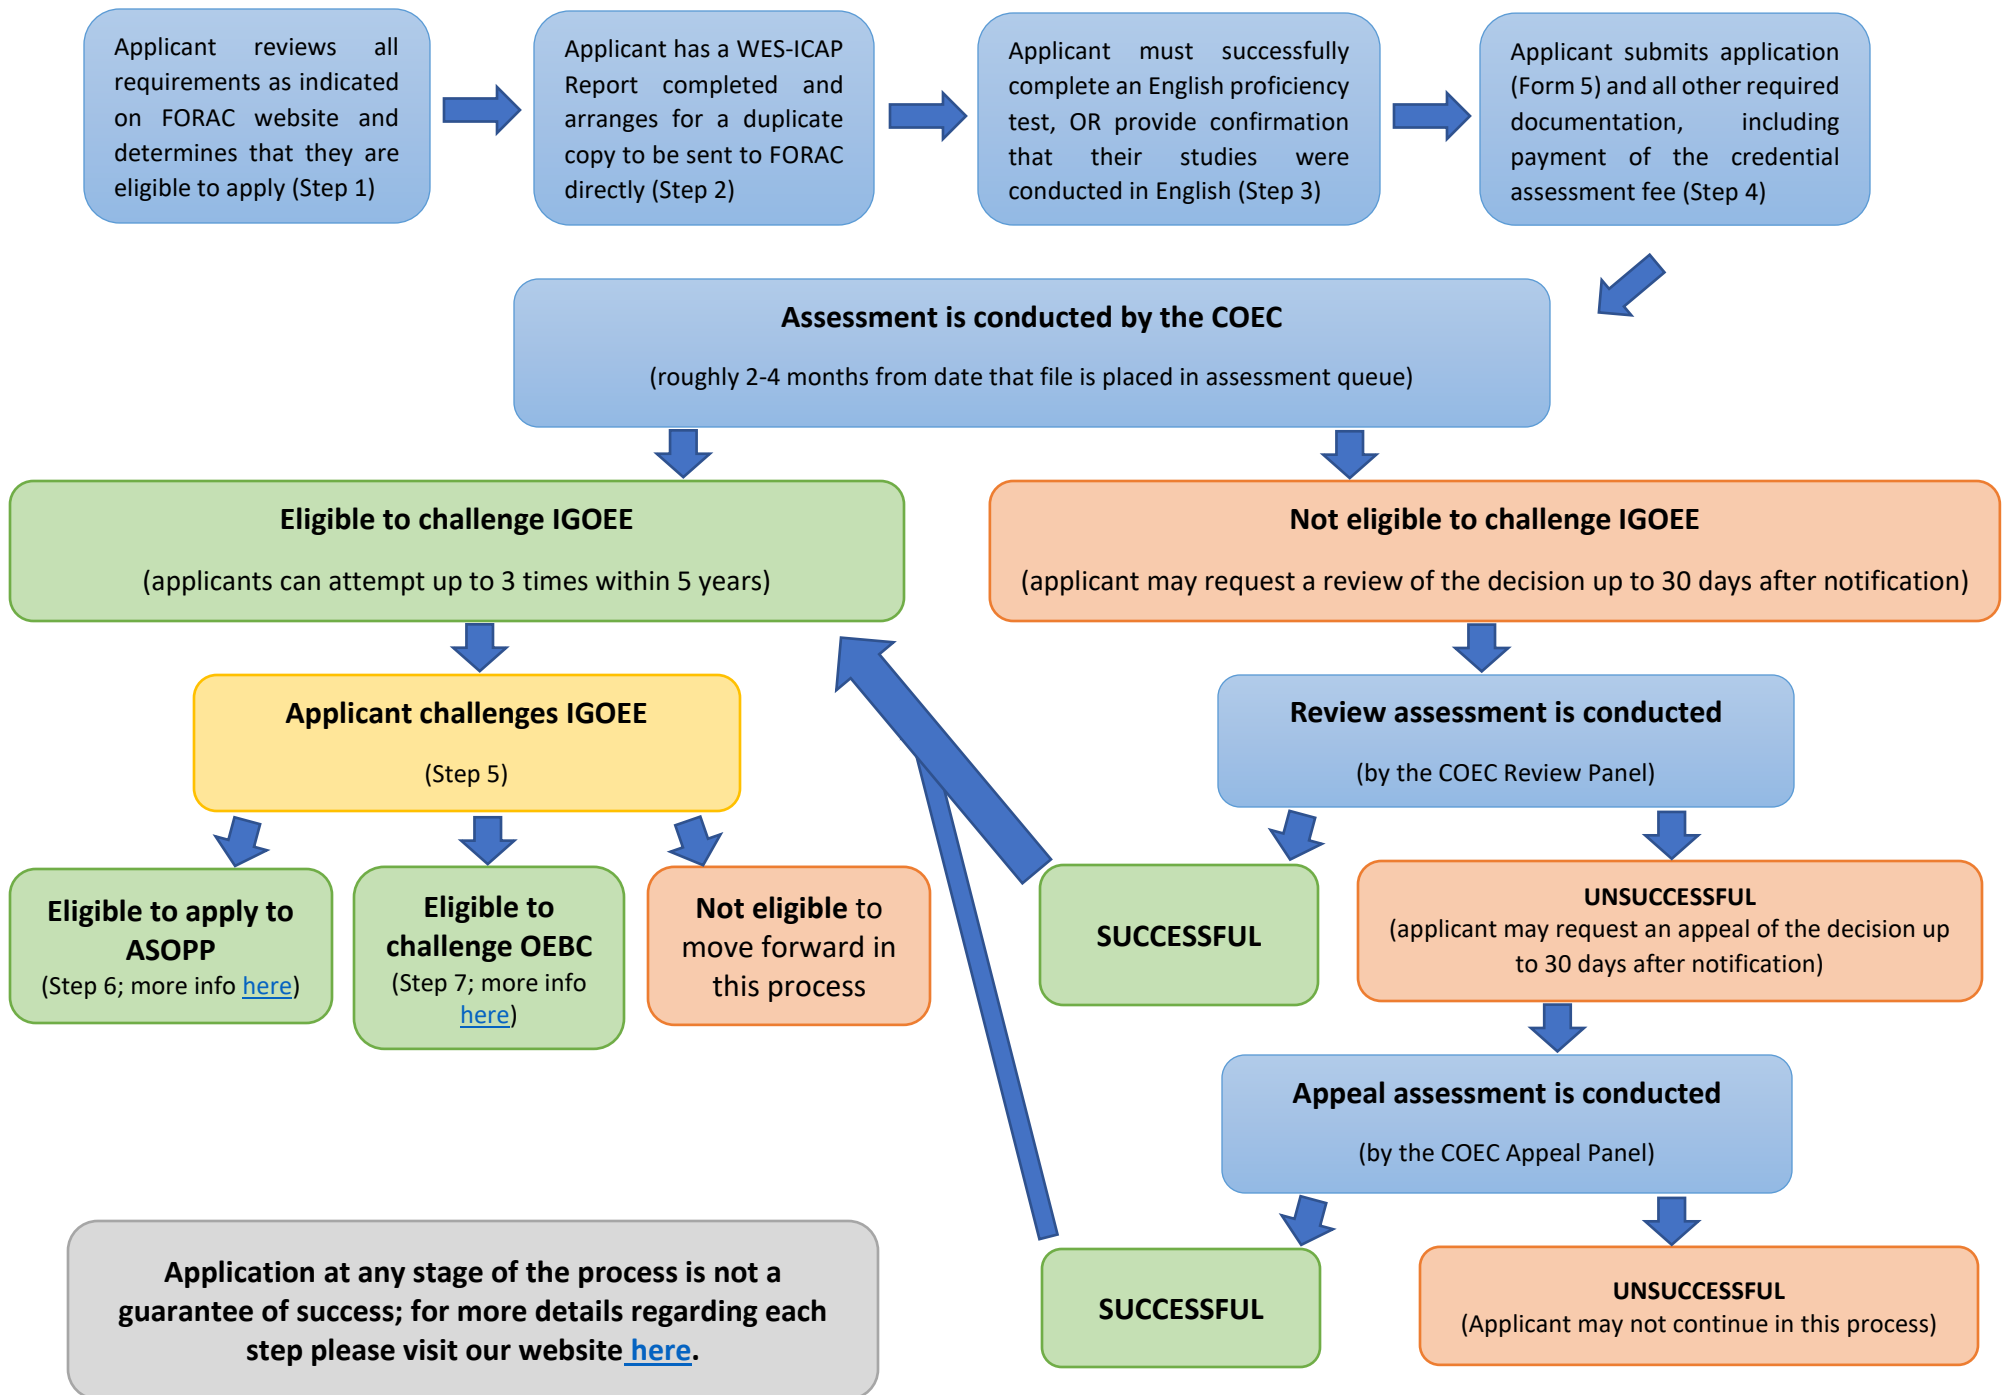 Applicant reviews all
requirements as indicated
on FORAC website and
determines that they are
eligible to apply (Step 1)
Applicant has a WES-ICAP
Report completed and
arranges for a duplicate
copy to be sent to FORAC
directly (Step 2)
Applicant must successfully
complete an English proficiency
test, OR provide confirmation
that their studies were
conducted in English (Step 3)
Applicant submits application
(Form 5) and all other required
documentation, including
payment of the credential
assessment fee (Step 4)
Assessment is conducted by the COEC
(roughly 2-4 months from date that file is placed in assessment queue)
Eligible to challenge IGOEE
(applicants can attempt up to 3 times within 5 years)
Not eligible to challenge IGOEE
(applicant may request a review of the decision up to 30 days after notification)
Applicant challenges IGOEE
(Step 5)
Review assessment is conducted
(by the COEC Review Panel)
Eligible to apply to
ASOPP
(Step 6; more info here)
Eligible to
challenge OEBC
(Step 7; more info
here)
Not eligible to
move forward in
this process
SUCCESSFUL
UNSUCCESSFUL
(applicant may request an appeal of the decision up
to 30 days after notification)
Appeal assessment is conducted
(by the COEC Appeal Panel)
Application at any stage of the process is not a
guarantee of success; for more details regarding each
step please visit our website here.
SUCCESSFUL
UNSUCCESSFUL
(Applicant may not continue in this process)